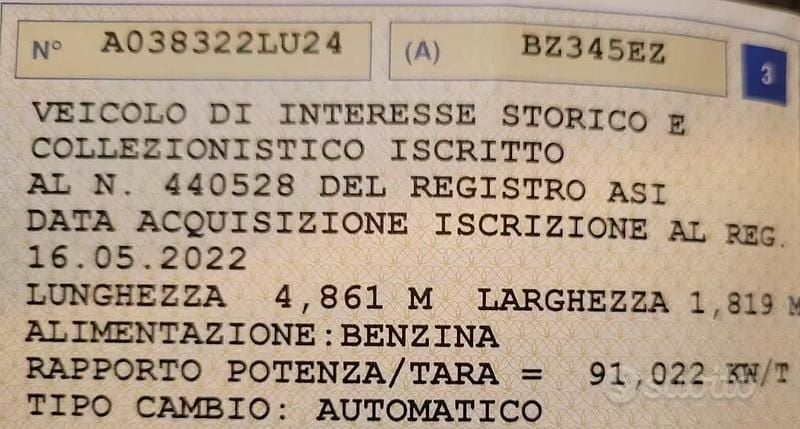 N° A038322LU24 (A) BZ345EZ 3
VEICOLO DI INTERESSE STORICO E
COLLEZIONISTICO ISCRITTO
AL N. 440528 DEL REGISTRO ASI
DATA ACQUISIZIONE ISCRIZIONE AL REG.
16.05.2022
LUNGHEZZA 4,861 M LARGHEZZA 1,819 M
ALIMENTAZIONE:BENZINA
RAPPORTO POTENZA/TARA = 91,022 KW/T
TIPO CAMBIO: AUTOMATICO
subito